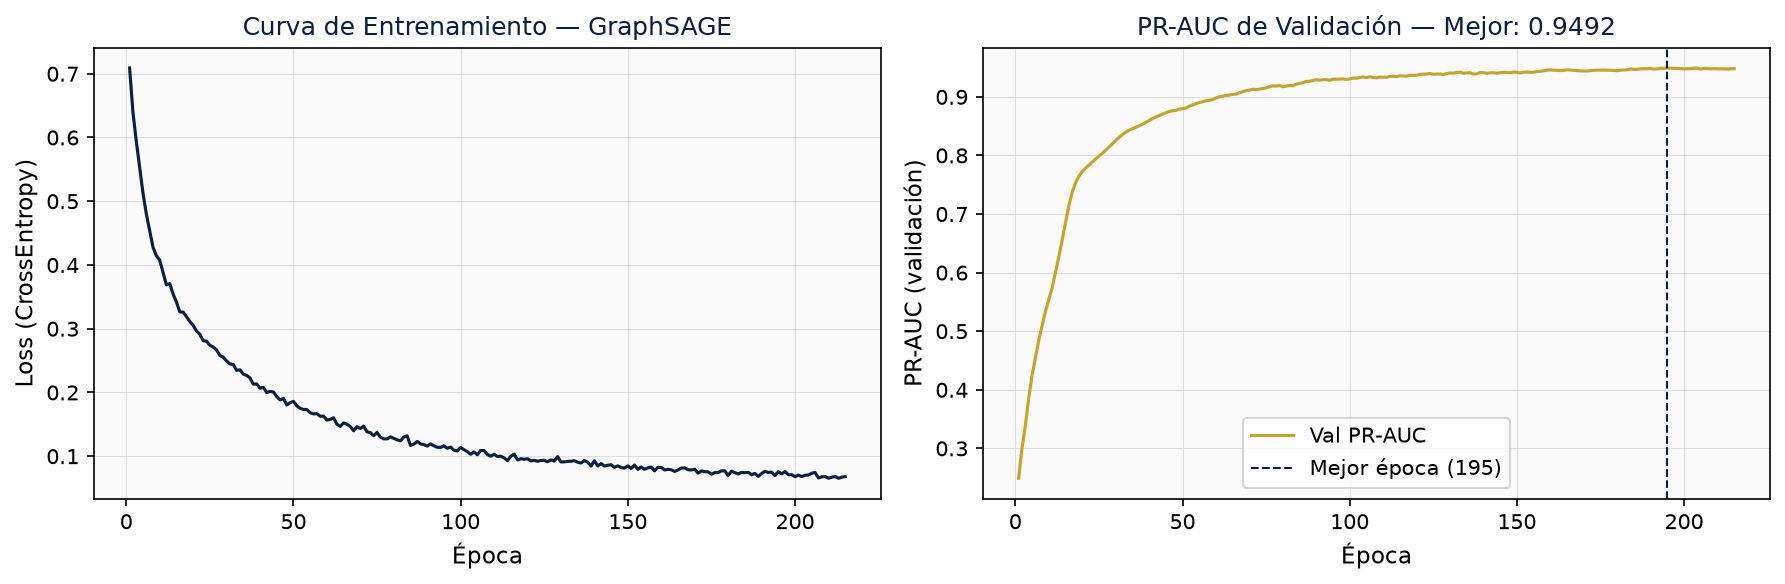 Curva de Entrenamiento — GraphSAGE
Loss (CrossEntropy)
0.7
0.6
0.5
0.4
0.3
0.2
0.1
0 50 100 150 200
Época
PR-AUC de Validación — Mejor: 0.9492
PR-AUC (validación)
0.9
0.8
0.7
0.6
0.5
0.4
0.3
Val PR-AUC
Mejor época (195)
0 50 100 150 200
Época